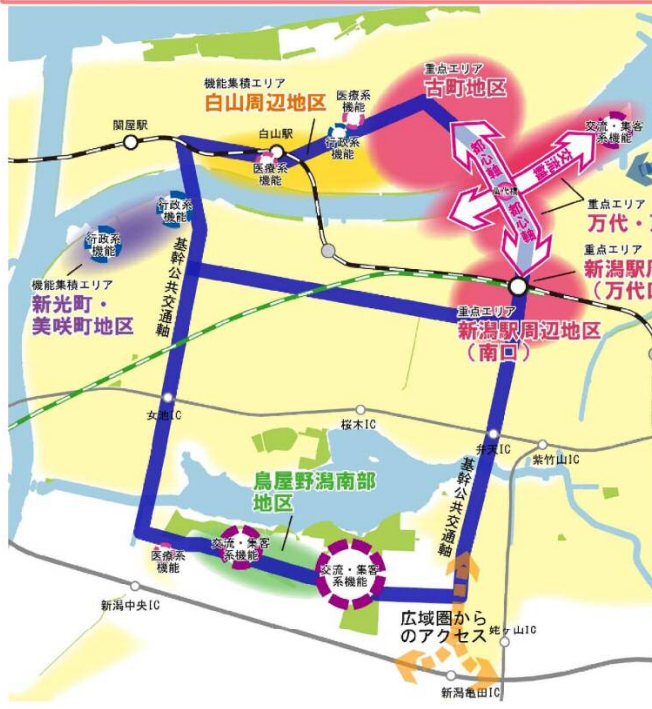 機能集積エリア
白山周辺地区
医療系
機能
重点エリア
古町地区
交流・集客
系機能
関屋駅
白山駅
行政系
機能
医療系
機能
都心軸
交流軸
萬代橋
都心軸
重点エリア
万代・
行政系
機能
行政系
機能
機能集積エリア
新光町・
美咲町地区
基幹公共交通軸
重点エリア
新潟駅
（万代
重点エリア
新潟駅周辺地区
（南口）
女池IC
桜木IC
弁天IC
紫竹山IC
鳥屋野潟南部
地区
基幹公共交通軸
医療系
機能
交流・集客
系機能
交流・集客
系機能
新潟中央IC
広域圏から
のアクセス
姥ヶ山IC
新潟亀田IC